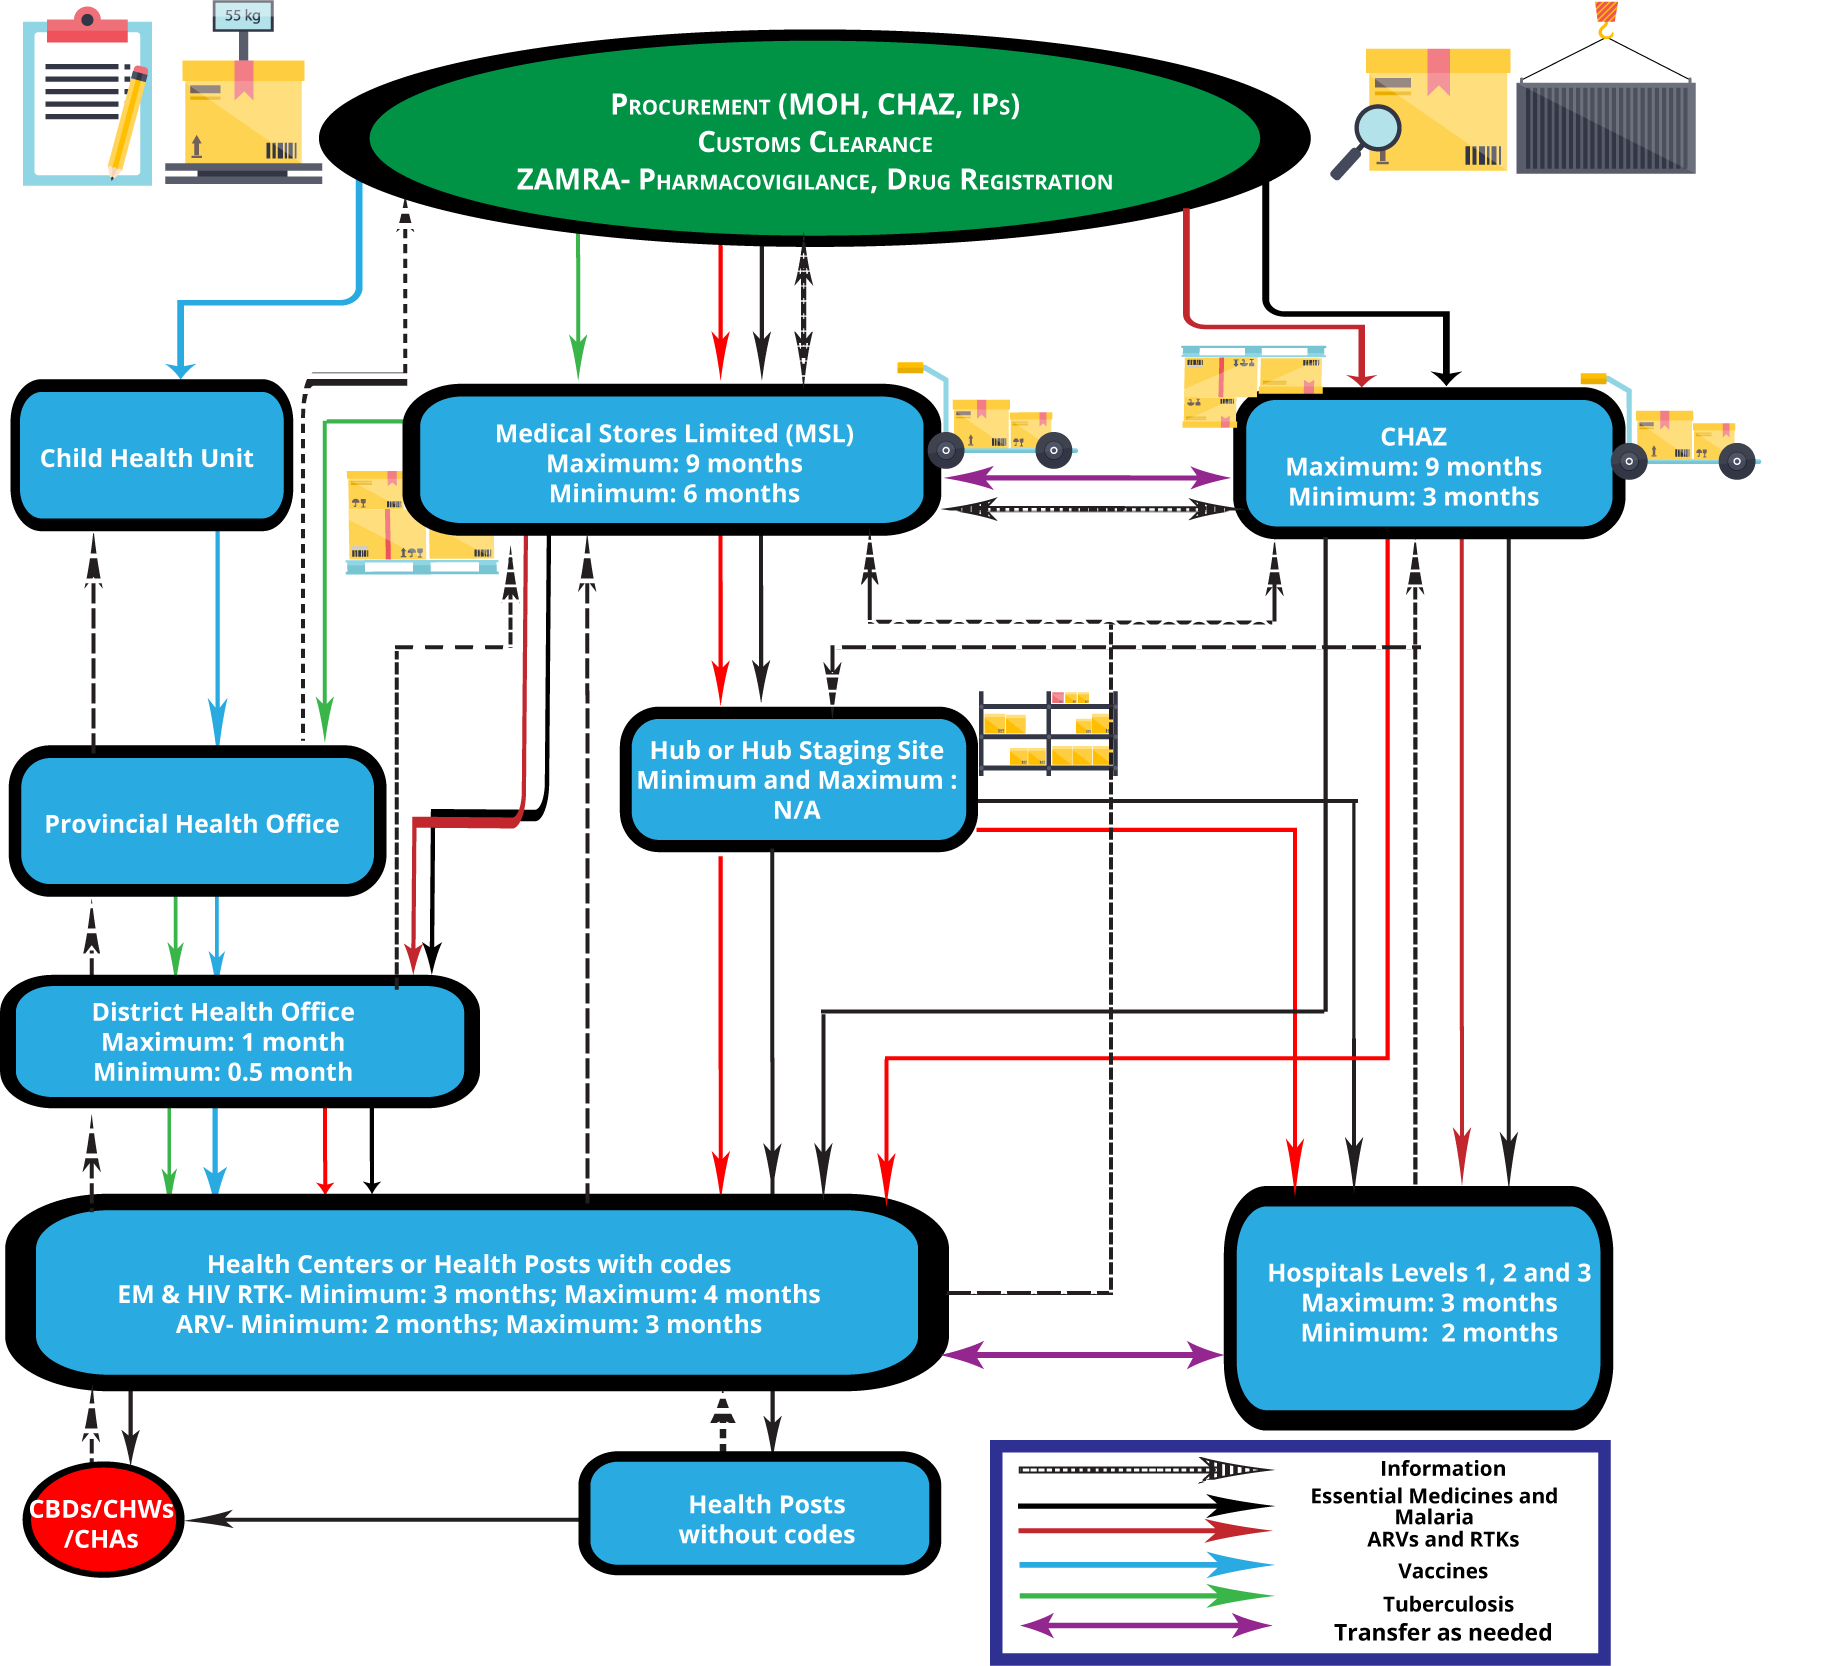 55 kg
Procurement (MOH, CHAZ, IPs)
Customs Clearance
ZAMRA- Pharmacovigilance, Drug Registration
Child Health Unit
Medical Stores Limited (MSL)
Maximum: 9 months
Minimum: 6 months
CHAZ
Maximum: 9 months
Minimum: 3 months
Provincial Health Office
Hub or Hub Staging Site
Minimum and Maximum :
N/A
District Health Office
Maximum: 1 month
Minimum: 0.5 month
Health Centers or Health Posts with codes
EM & HIV RTK- Minimum: 3 months; Maximum: 4 months
ARV- Minimum: 2 months; Maximum: 3 months
Hospitals Levels 1, 2 and 3
Maximum: 3 months
Minimum:  2 months
CBDs/CHWs
/CHAs
Health Posts
without codes
Information
Essential Medicines and
Malaria
ARVs and RTKs
Vaccines
Tuberculosis
Transfer as needed